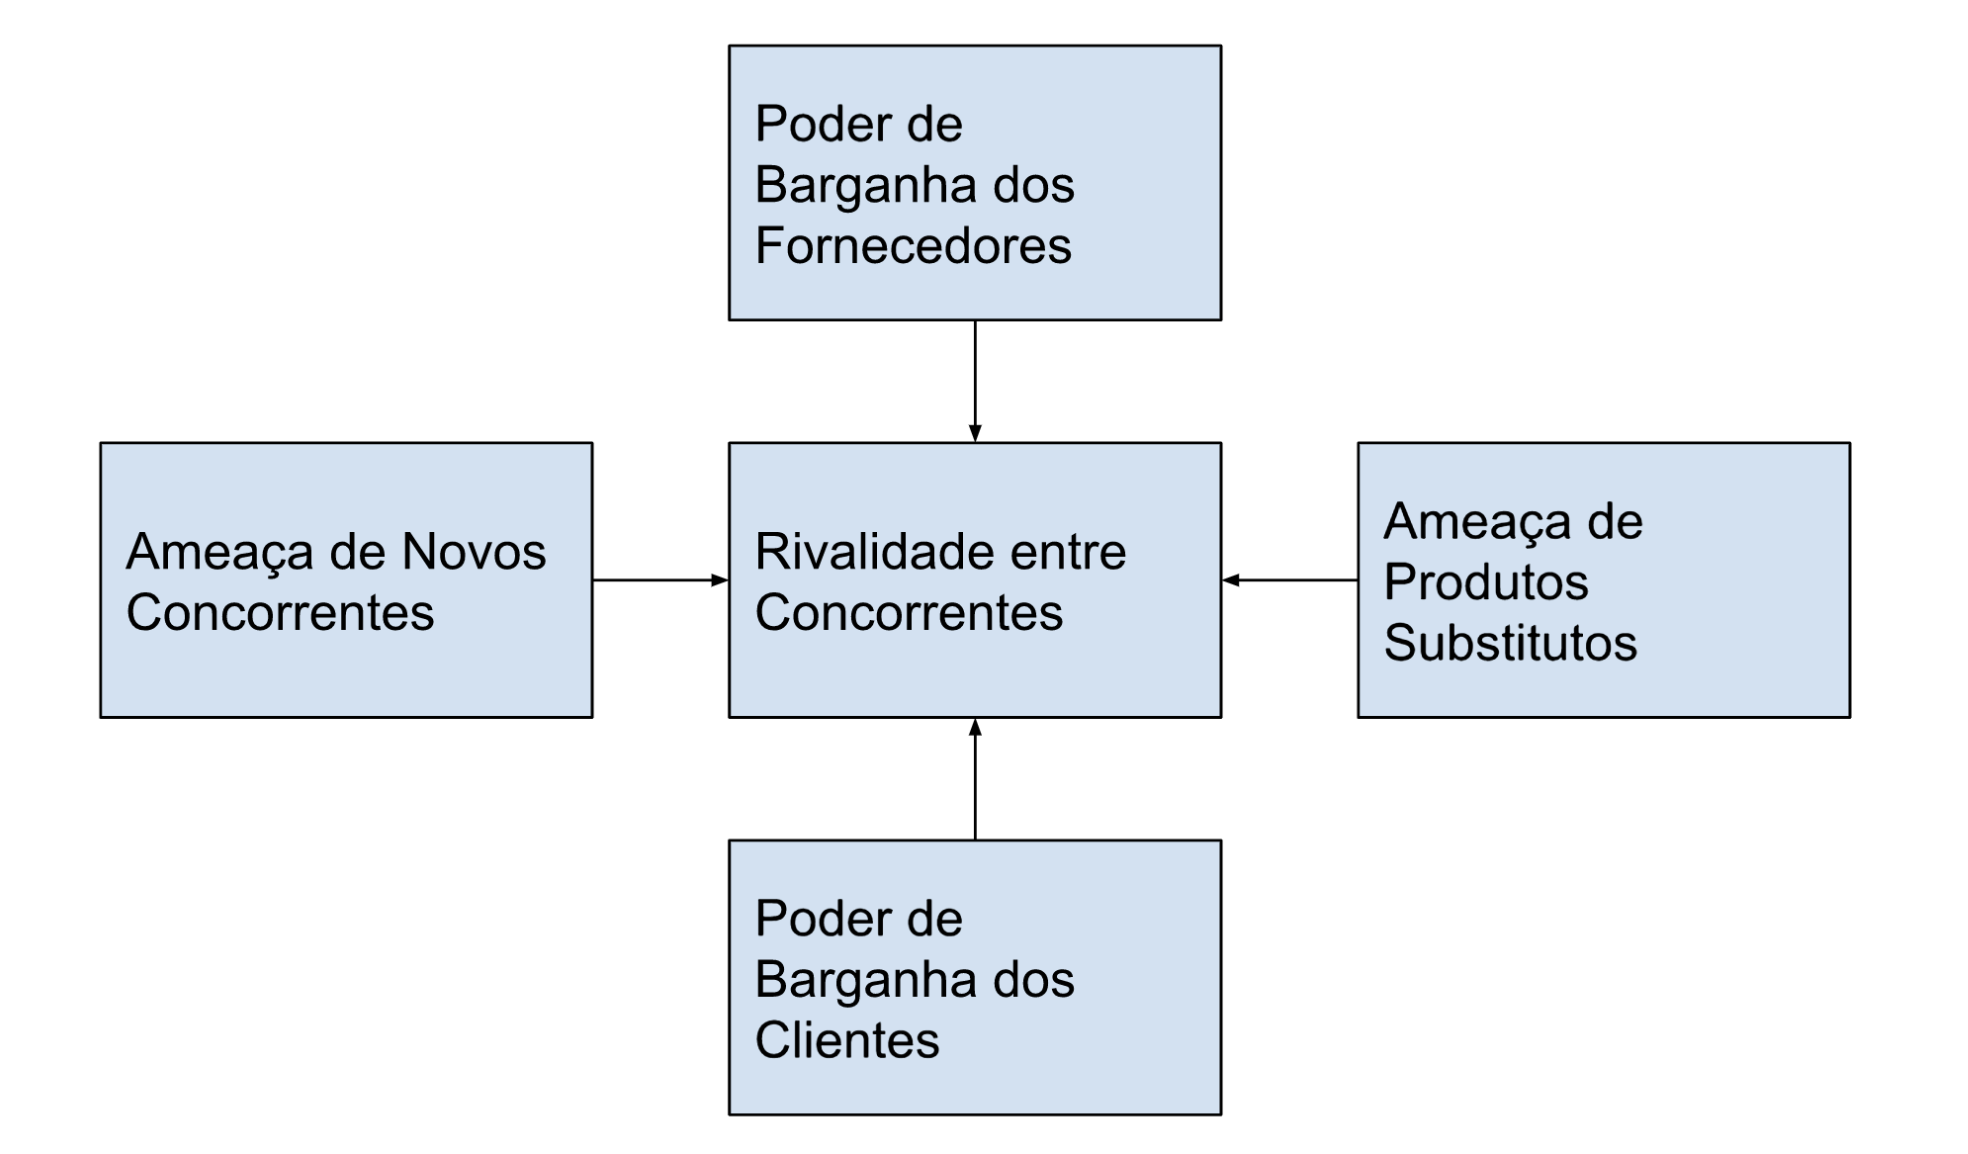 Poder de
Barganha dos
Fornecedores
Ameaça de Novos
Concorrentes
Rivalidade entre
Concorrentes
Ameaça de
Produtos
Substitutos
Poder de
Barganha dos
Clientes